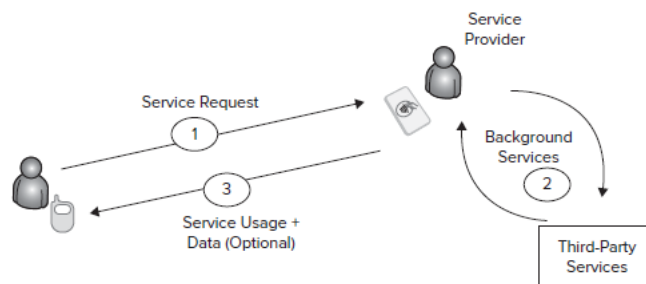 Service
Provider
Service Request
1
Background
Services
2
3
Service Usage +
Data (Optional)
Third-Party
Services